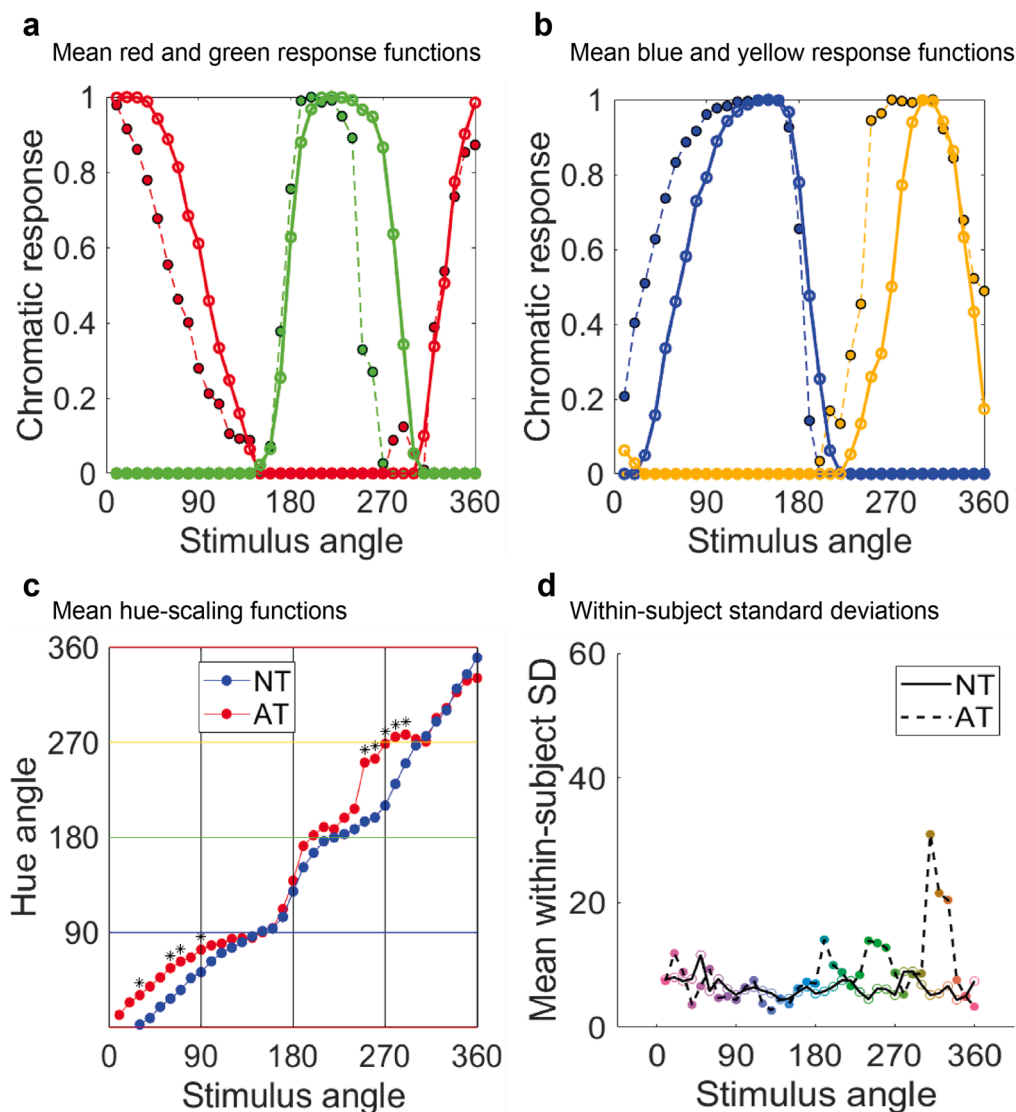 a
Mean red and green response functions
Chromatic response
1
0.8
0.6
0.4
0.2
0
0 90 180 270 360
Stimulus angle
b
Mean blue and yellow response functions
Chromatic response
1
0.8
0.6
0.4
0.2
0
0 90 180 270 360
Stimulus angle
c
Mean hue-scaling functions
Hue angle
360
270
180
90
NT
AT
* * * *
* * * * *
0 90 180 270 360
Stimulus angle
d
Within-subject standard deviations
Mean within-subject SD
60
40
20
0
NT
AT
0 90 180 270 360
Stimulus angle